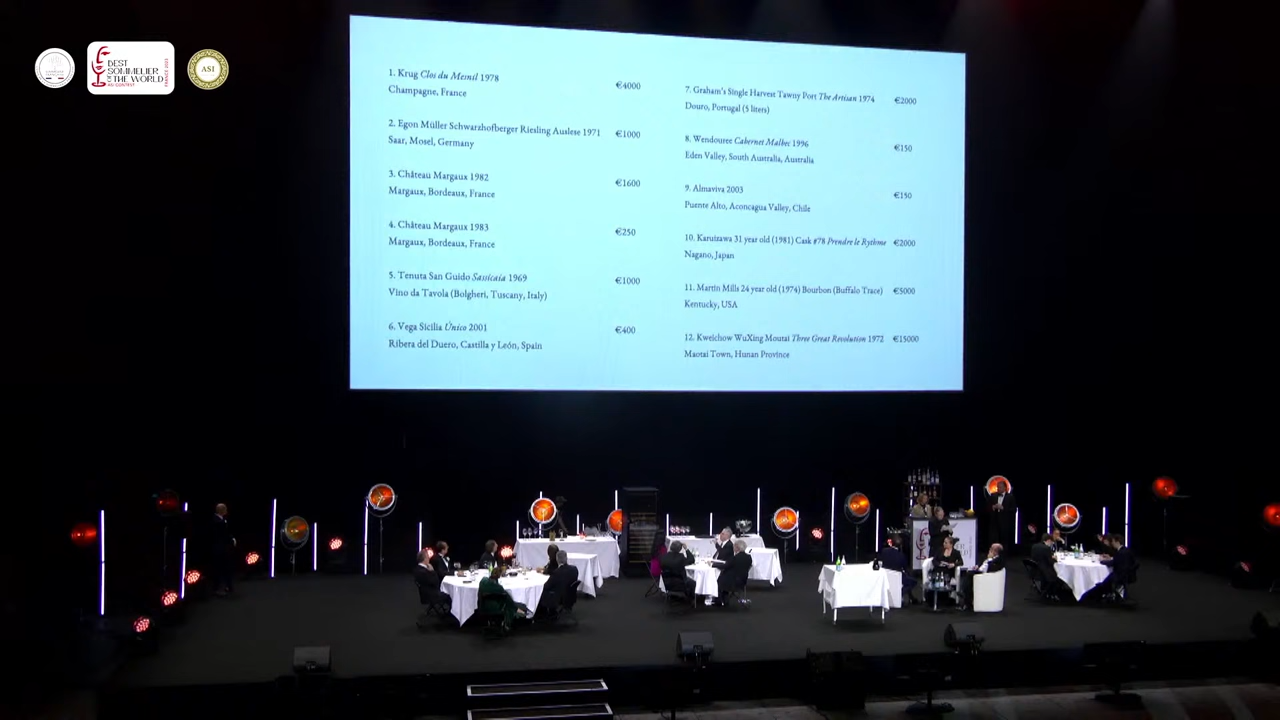 BEST
SOMMELIER
OF THE WORLD
ASI CONTEST
ASI
1. Krug Clos du Mesnil 1978 €4000
Champagne, France
2. Egon Müller Schwarzhofberger Riesling Auslese 1971 €1000
Saar, Mosel, Germany
3. Château Margaux 1982 €1600
Margaux, Bordeaux, France
4. Château Margaux 1983 €250
Margaux, Bordeaux, France
5. Tenuta San Guido Sassicaia 1969 €1000
Vino da Tavola (Bolgheri, Tuscany, Italy)
6. Vega Sicilia Único 2001 €400
Ribera del Duero, Castilla y León, Spain
7. Graham's Single Harvest Tawny Port The Artisan 1974 €2000
Douro, Portugal (5 liters)
8. Wendouree Cabernet Malbec 1996 €150
Eden Valley, South Australia, Australia
9. Almaviva 2003 €150
Puente Alto, Aconcagua Valley, Chile
10. Karuizawa 31 year old (1981) Cask #78 Prendre le Rythme €2000
Nagano, Japan
11. Martin Mills 24 year old (1974) Bourbon (Buffalo Trace) €5000
Kentucky, USA
12. Kweichow WuXing Moutai Three Great Revolution 1972 €15000
Maotai Town, Hunan Province